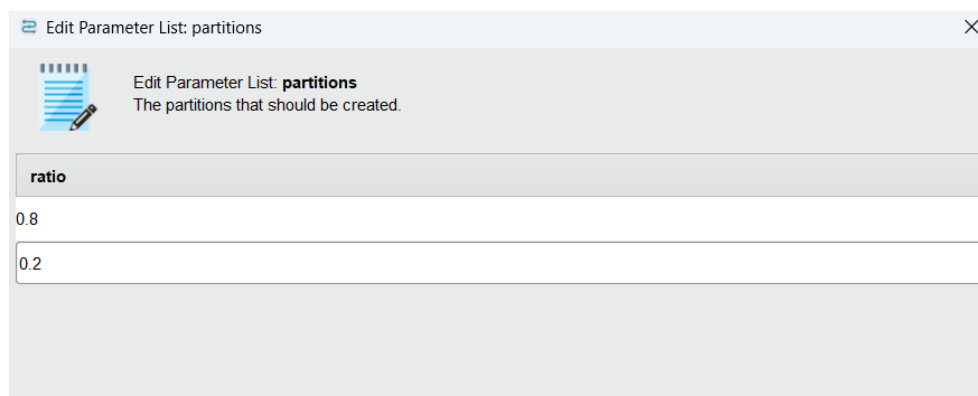 Edit Parameter List: partitions
Edit Parameter List: partitions
The partitions that should be created.
ratio
0.8
0.2